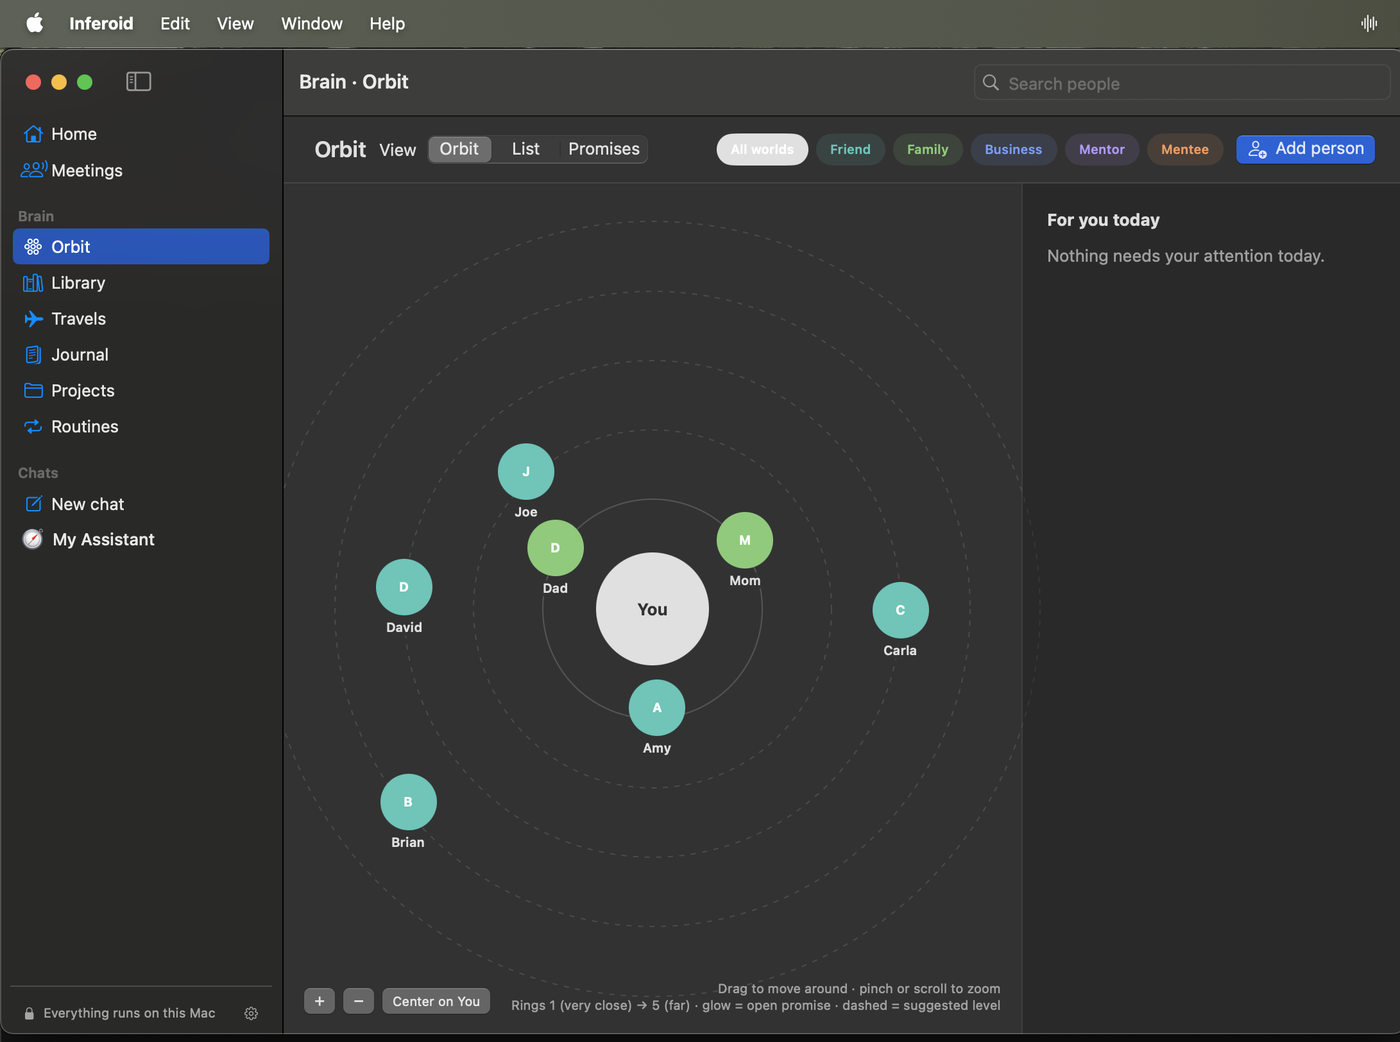 Inferoid Edit View Window Help
Brain · Orbit
Search people
Home
Meetings
Brain
Orbit
Library
Travels
Journal
Projects
Routines
Chats
New chat
My Assistant
Everything runs on this Mac
Orbit View Orbit List Promises
All worlds Friend Family Business Mentor Mentee Add person
For you today
Nothing needs your attention today.
J
Joe
D
Dad
M
Mom
You
D
David
C
Carla
A
Amy
B
Brian
+ − Center on You
Drag to move around · pinch or scroll to zoom
Rings 1 (very close) → 5 (far) · glow = open promise · dashed = suggested level